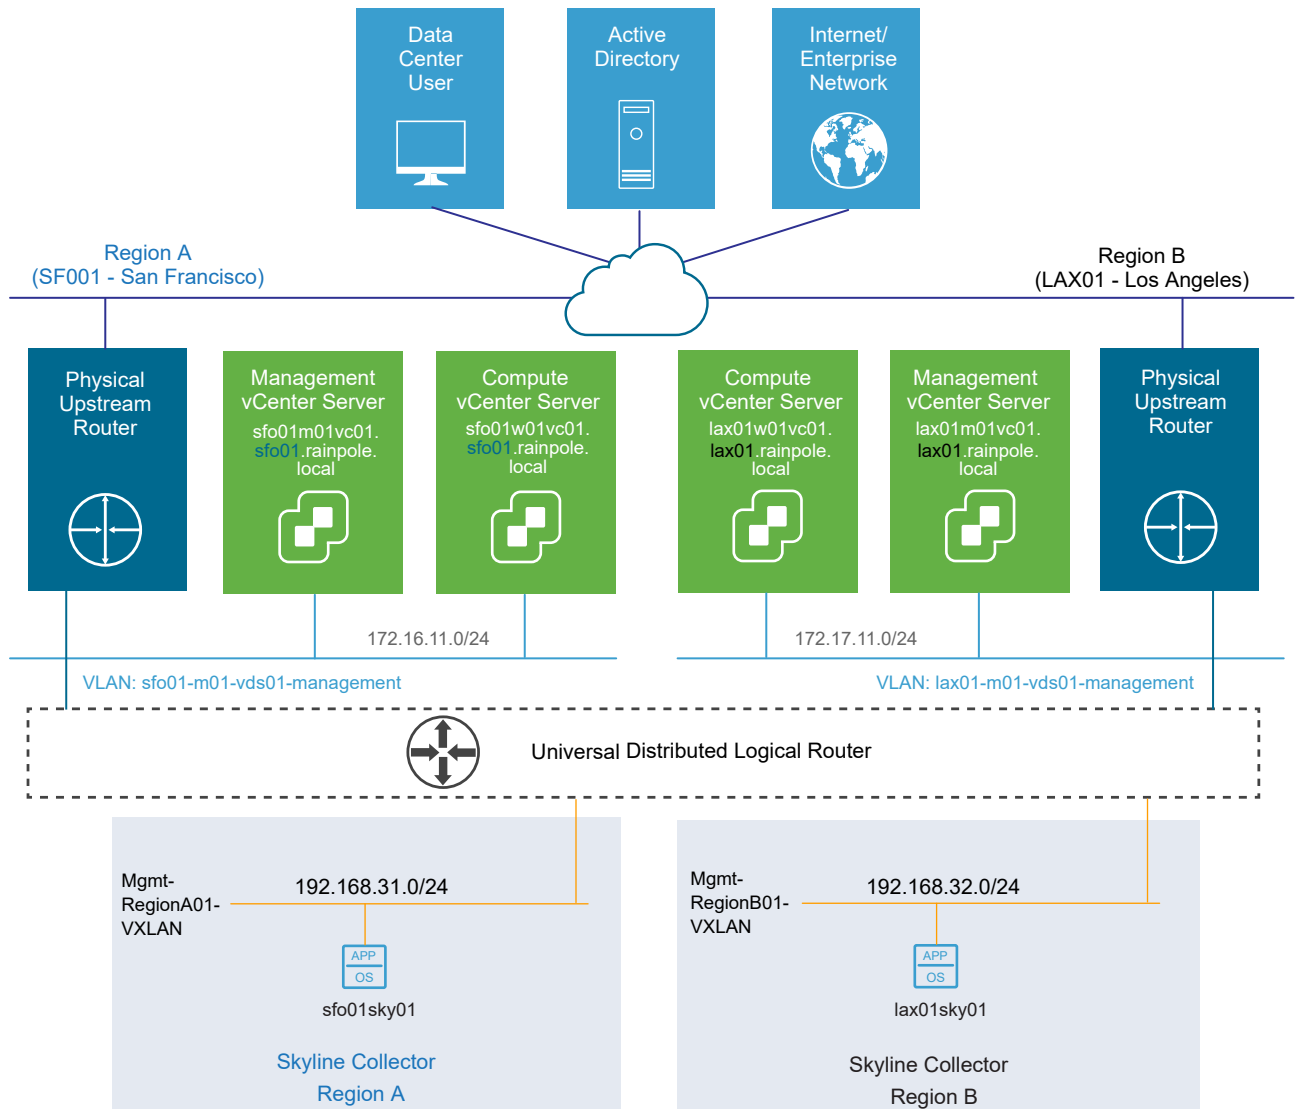 Data
Center
User
Active
Directory
Internet/
Enterprise
Network
Region A
(SF001 - San Francisco)
Region B
(LAX01 - Los Angeles)
Physical
Upstream
Router
Management
vCenter Server
sfo01m01vc01.
sfo01.rainpole.
local
Compute
vCenter Server
sfo01w01vc01.
sfo01.rainpole.
local
Compute
vCenter Server
lax01w01vc01.
lax01.rainpole.
local
Management
vCenter Server
lax01m01vc01.
lax01.rainpole.
local
Physical
Upstream
Router
172.16.11.0/24
172.17.11.0/24
VLAN: sfo01-m01-vds01-management
VLAN: lax01-m01-vds01-management
Universal Distributed Logical Router
Mgmt-
RegionA01-
VXLAN
192.168.31.0/24
APP
OS
sfo01sky01
Skyline Collector
Region A
Mgmt-
RegionB01-
VXLAN
192.168.32.0/24
APP
OS
lax01sky01
Skyline Collector
Region B